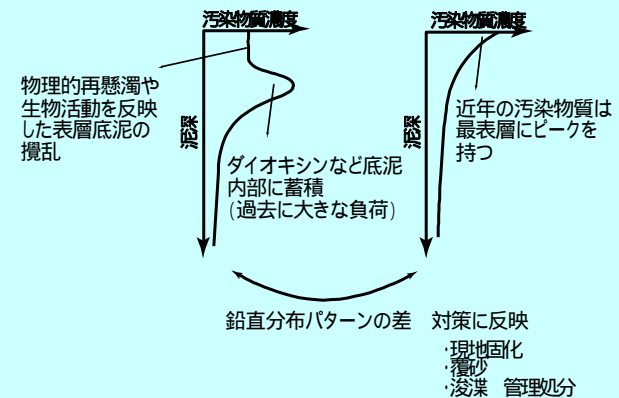 汚染物質濃度
物理的再懸濁や
生物活動を反映
した表層底泥の
攪乱
泥深
ダイオキシンなど底泥
内部に蓄積
(過去に大きな負荷)
汚染物質濃度
泥深
近年の汚染物質は
最表層にピークを
持つ
鉛直分布パターンの差　対策に反映
・現地固化
・覆砂
・浚渫　管理処分